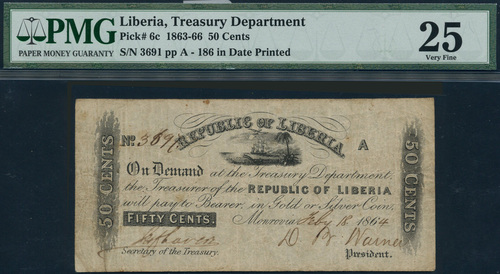 PMG
PAPER MONEY GUARANTY
Liberia, Treasury Department
Pick# 6c 1863-66 50 Cents
S/N 3691 pp A - 186 in Date Printed
25
Very Fine
REPUBLIC OF LIBERIA.
No. 3691
A
50 CENTS
50 CENTS
On Demand at the Treasury Department,
the Treasurer of the REPUBLIC OF LIBERIA
will pay to Bearer, in Gold or Silver Coin,
FIFTY CENTS.
Monrovia Feby 18 1864
D B Warner
Secretary of the Treasury.
President.